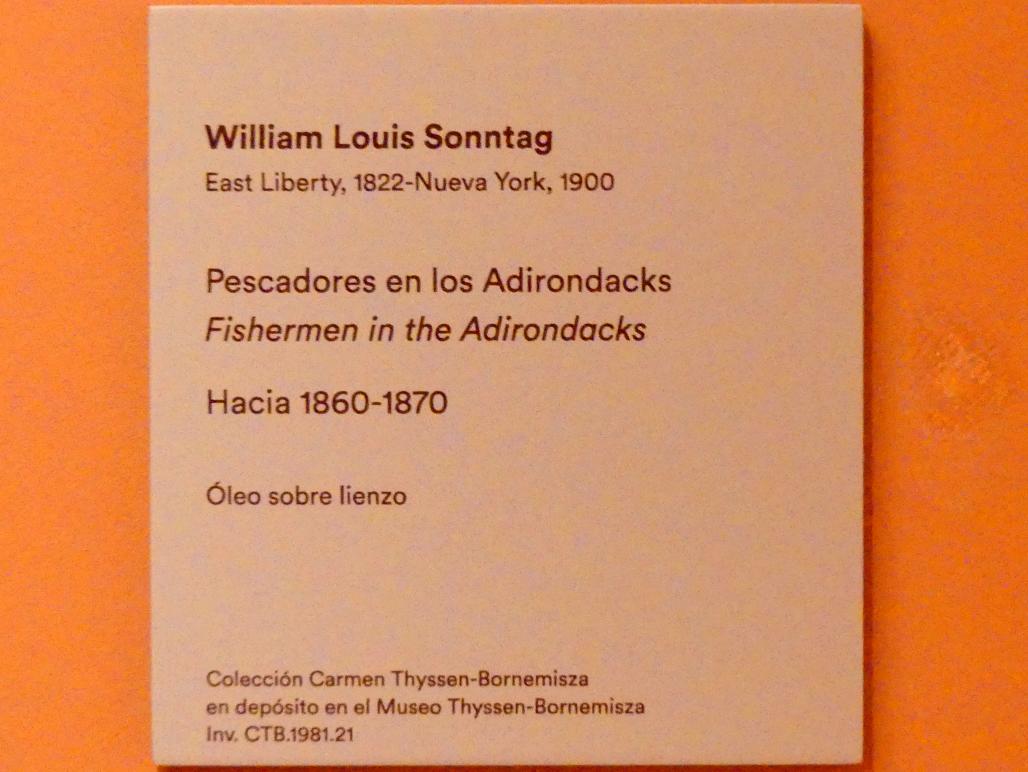 William Louis Sonntag
East Liberty, 1822-Nueva York, 1900
Pescadores en los Adirondacks
Fishermen in the Adirondacks
Hacia 1860-1870
Óleo sobre lienzo
Colección Carmen Thyssen-Bornemisza
en depósito en el Museo Thyssen-Bornemisza
Inv. CTB.1981.21